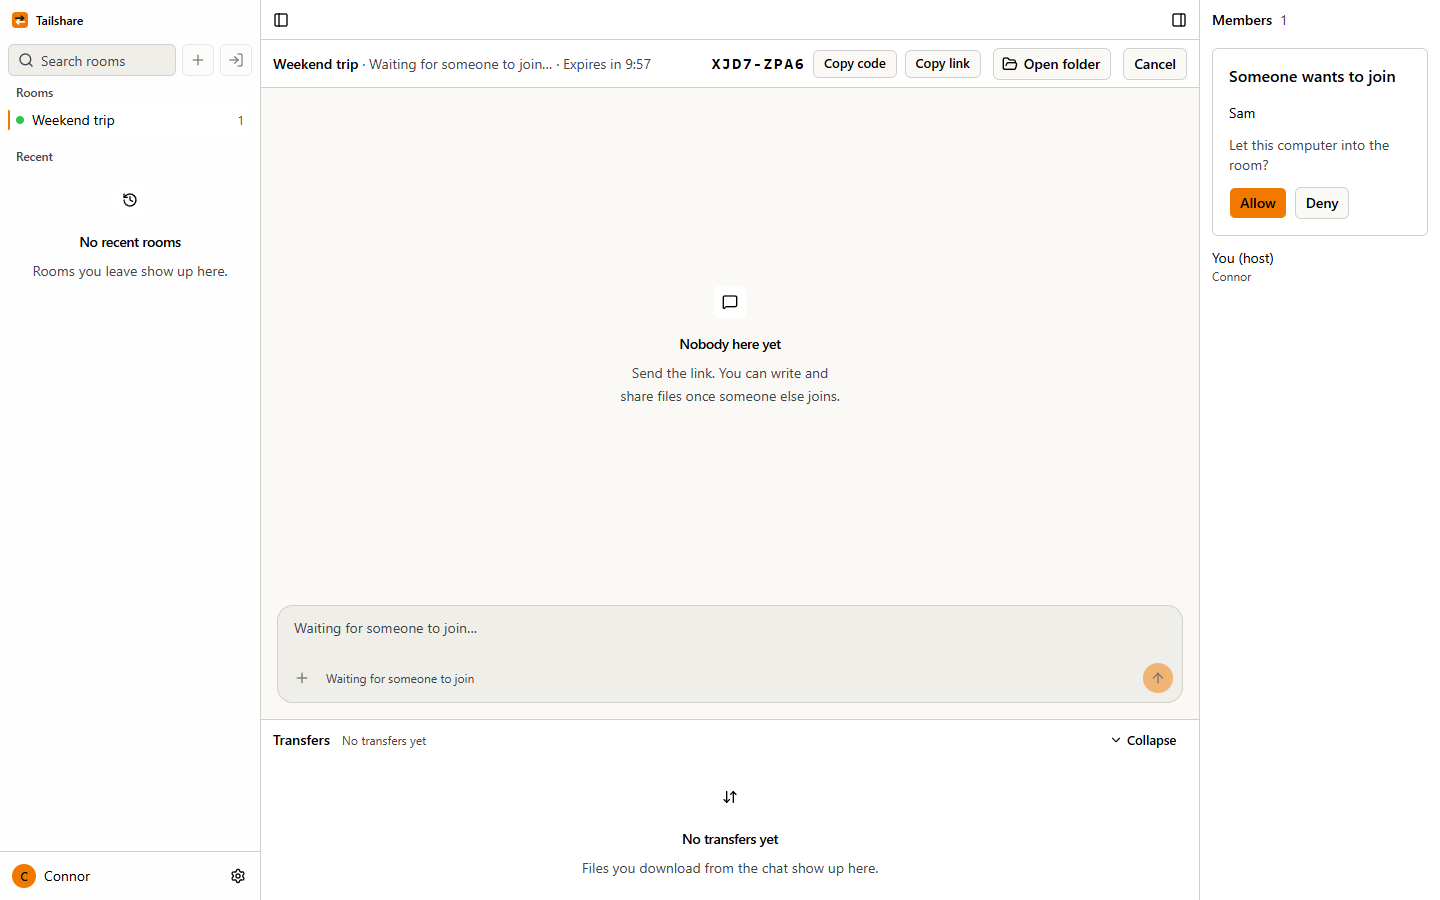 Tailshare
Search rooms
Rooms
Weekend trip 1
Recent
No recent rooms
Rooms you leave show up here.
C Connor
Weekend trip · Waiting for someone to join... · Expires in 9:57
XJD7-ZPA6 Copy code Copy link Open folder Cancel
Nobody here yet
Send the link. You can write and
share files once someone else joins.
Waiting for someone to join...
Waiting for someone to join
Transfers No transfers yet Collapse
No transfers yet
Files you download from the chat show up here.
Members 1
Someone wants to join
Sam
Let this computer into the
room?
Allow Deny
You (host)
Connor